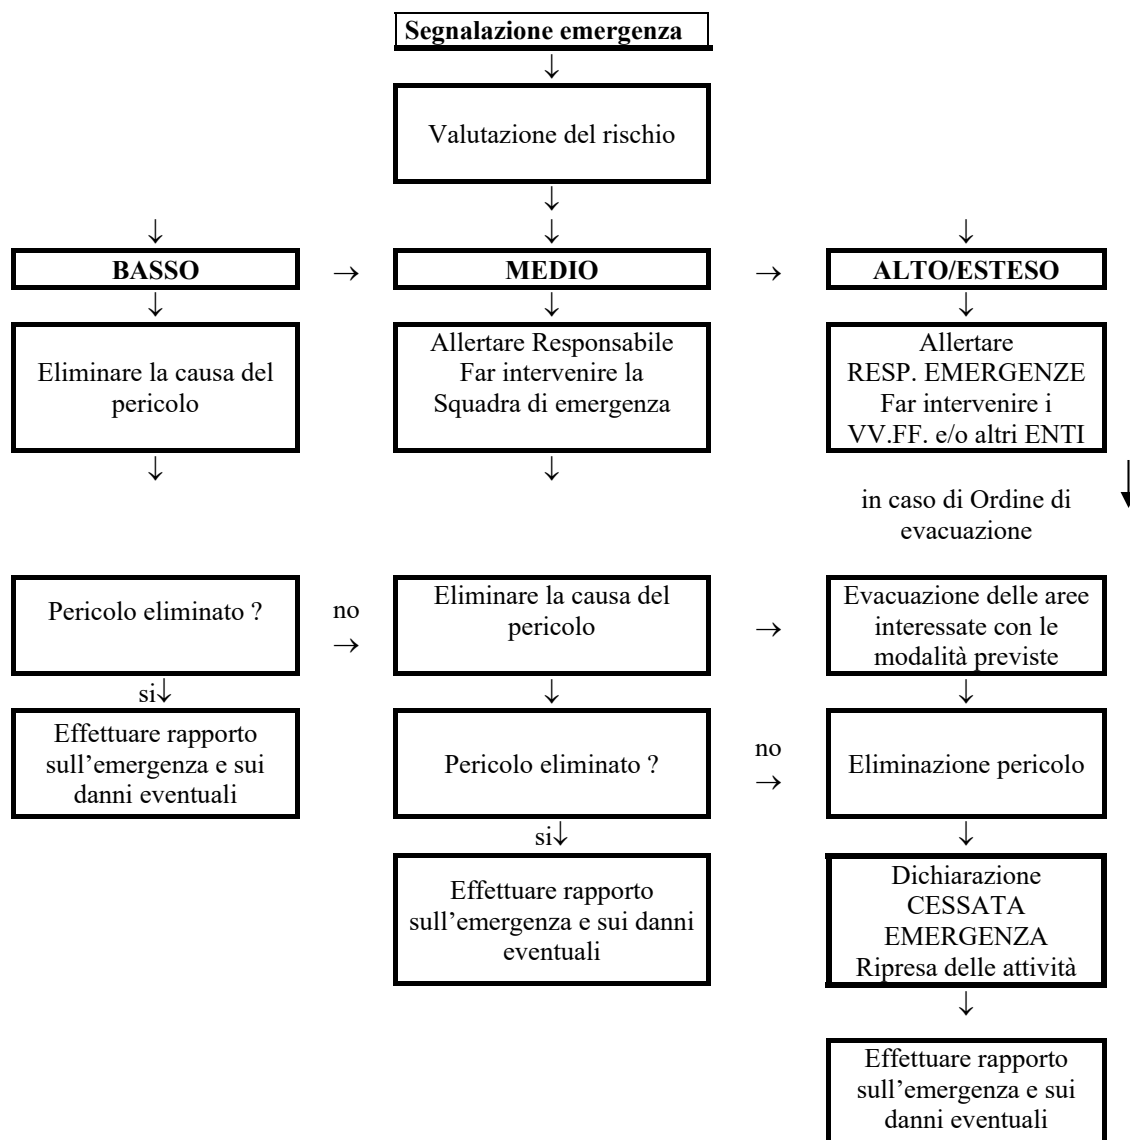 Segnalazione emergenza
↓
Valutazione del rischio
↓
↓ ↓ ↓
BASSO → MEDIO → ALTO/ESTESO
↓ ↓ ↓
Eliminare la causa del
pericolo
Allertare Responsabile
Far intervenire la
Squadra di emergenza
Allertare
RESP. EMERGENZE
Far intervenire i
VV.FF. e/o altri ENTI
↓ ↓
in caso di Ordine di
evacuazione
Pericolo eliminato ?
no
→
Eliminare la causa del
pericolo
→
Evacuazione delle aree
interessate con le
modalità previste
si↓
↓ ↓
Effettuare rapporto
sull’emergenza e sui
danni eventuali
Pericolo eliminato ?
no
→
Eliminazione pericolo
si↓
↓
Effettuare rapporto
sull’emergenza e sui danni
eventuali
Dichiarazione
CESSATA
EMERGENZA
Ripresa delle attività
↓
Effettuare rapporto
sull’emergenza e sui
danni eventuali